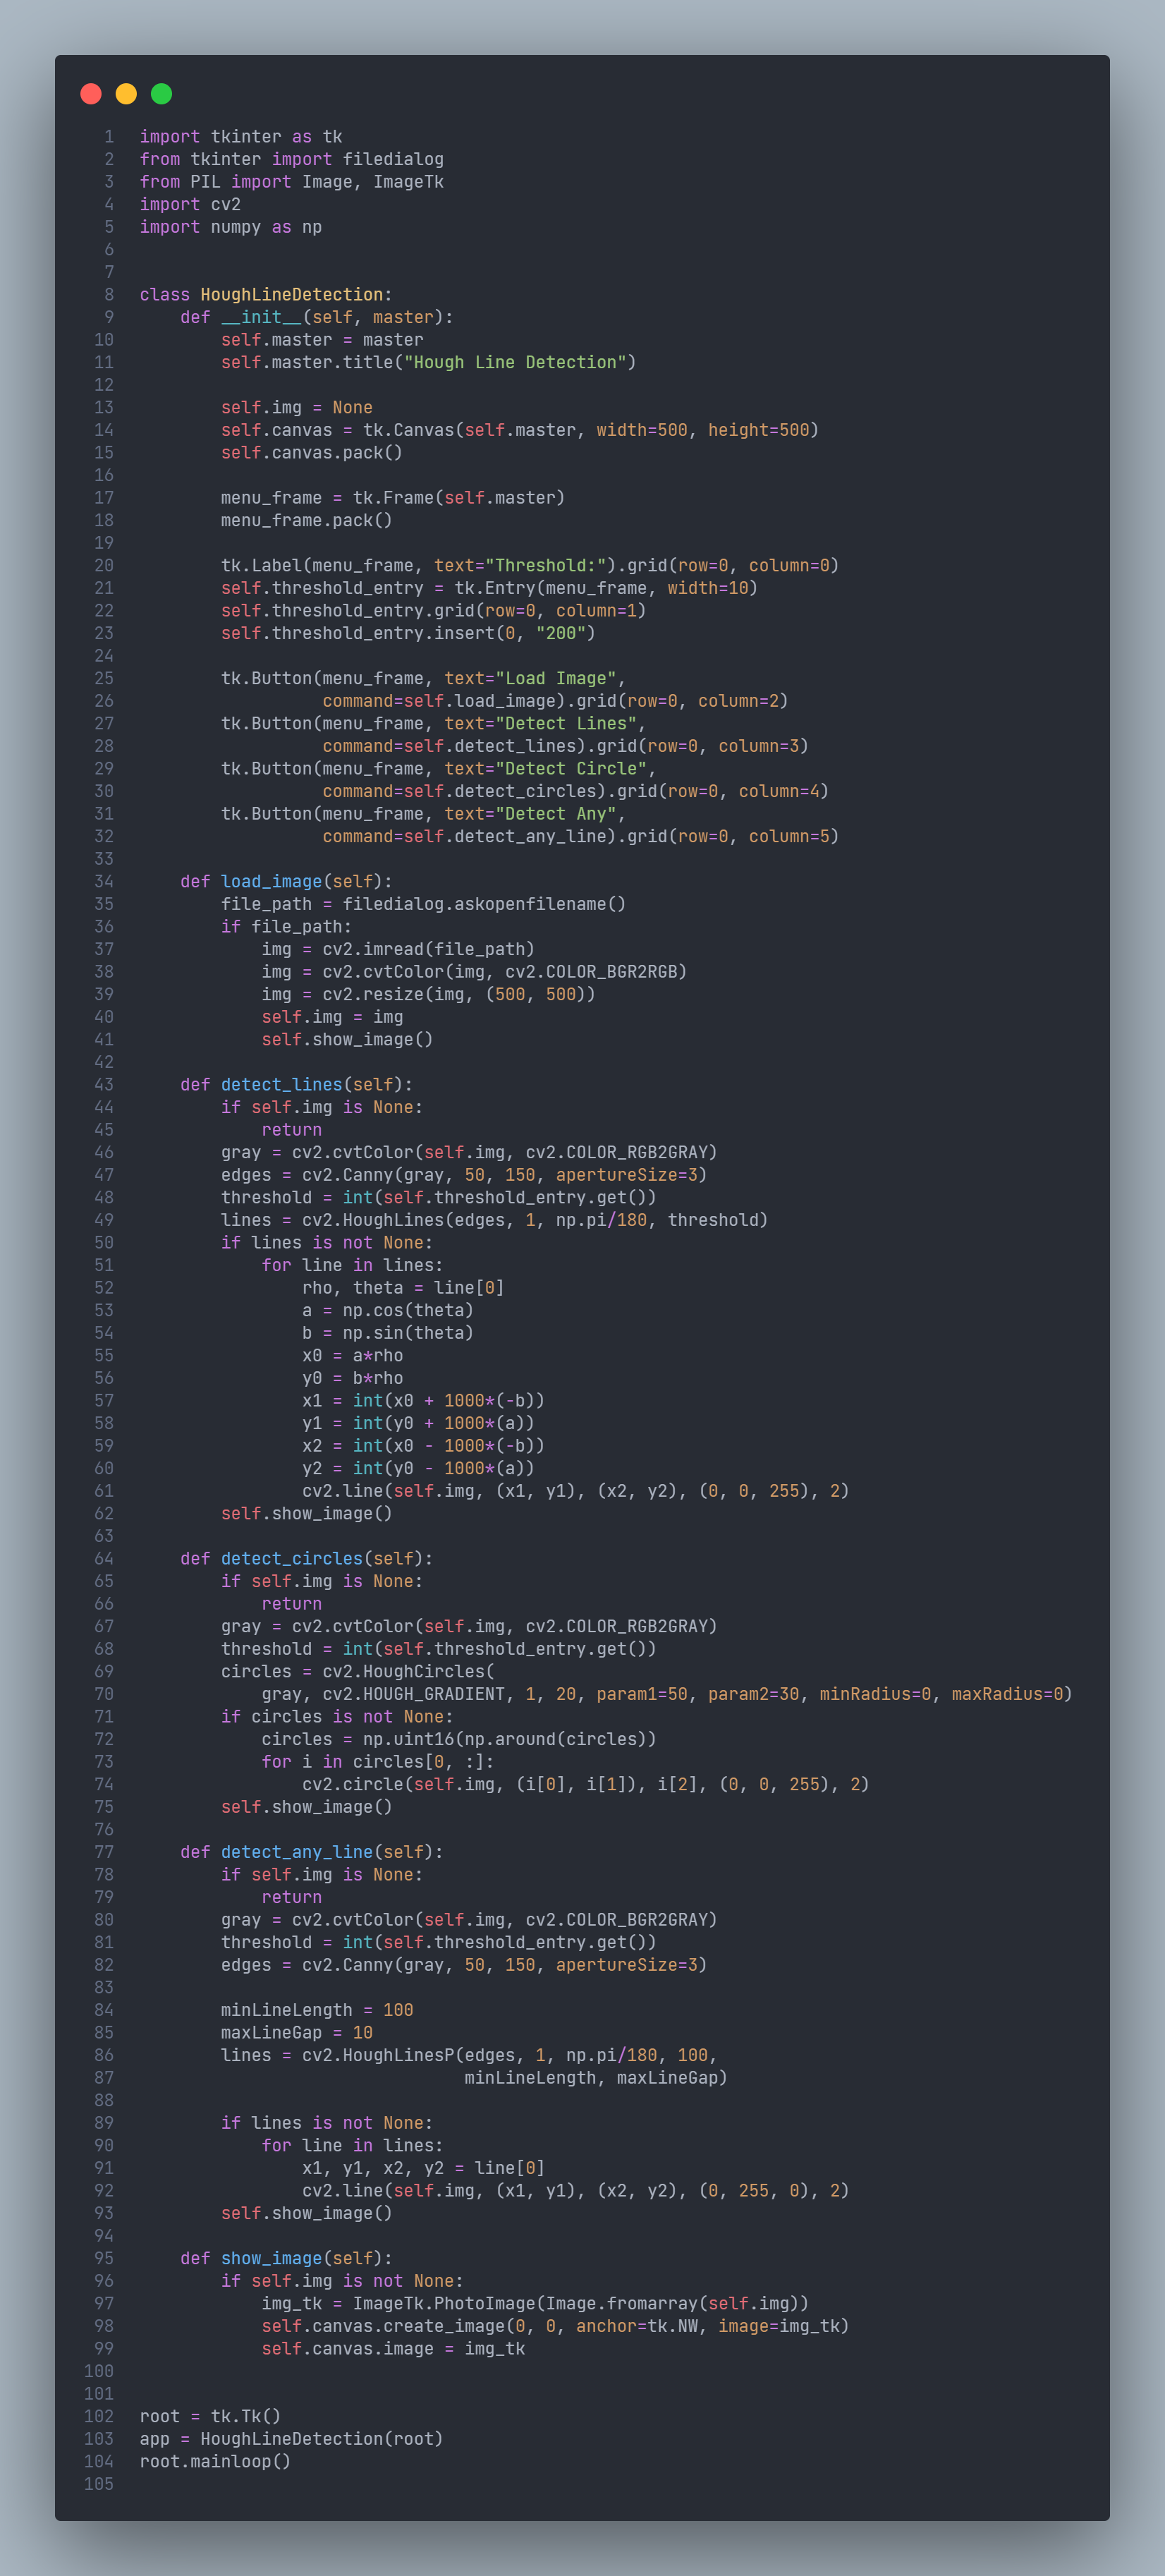 1 import tkinter as tk
2 from tkinter import filedialog
3 from PIL import Image, ImageTk
4 import cv2
5 import numpy as np
6
7
8 class HoughLineDetection:
9     def __init__(self, master):
10         self.master = master
11         self.master.title("Hough Line Detection")
12
13         self.img = None
14         self.canvas = tk.Canvas(self.master, width=500, height=500)
15         self.canvas.pack()
16
17         menu_frame = tk.Frame(self.master)
18         menu_frame.pack()
19
20         tk.Label(menu_frame, text="Threshold:").grid(row=0, column=0)
21         self.threshold_entry = tk.Entry(menu_frame, width=10)
22         self.threshold_entry.grid(row=0, column=1)
23         self.threshold_entry.insert(0, "200")
24
25         tk.Button(menu_frame, text="Load Image",
26                   command=self.load_image).grid(row=0, column=2)
27         tk.Button(menu_frame, text="Detect Lines",
28                   command=self.detect_lines).grid(row=0, column=3)
29         tk.Button(menu_frame, text="Detect Circle",
30                   command=self.detect_circles).grid(row=0, column=4)
31         tk.Button(menu_frame, text="Detect Any",
32                   command=self.detect_any_line).grid(row=0, column=5)
33
34     def load_image(self):
35         file_path = filedialog.askopenfilename()
36         if file_path:
37             img = cv2.imread(file_path)
38             img = cv2.cvtColor(img, cv2.COLOR_BGR2RGB)
39             img = cv2.resize(img, (500, 500))
40             self.img = img
41             self.show_image()
42
43     def detect_lines(self):
44         if self.img is None:
45             return
46         gray = cv2.cvtColor(self.img, cv2.COLOR_RGB2GRAY)
47         edges = cv2.Canny(gray, 50, 150, apertureSize=3)
48         threshold = int(self.threshold_entry.get())
49         lines = cv2.HoughLines(edges, 1, np.pi/180, threshold)
50         if lines is not None:
51             for line in lines:
52                 rho, theta = line[0]
53                 a = np.cos(theta)
54                 b = np.sin(theta)
55                 x0 = a*rho
56                 y0 = b*rho
57                 x1 = int(x0 + 1000*(-b))
58                 y1 = int(y0 + 1000*(a))
59                 x2 = int(x0 - 1000*(-b))
60                 y2 = int(y0 - 1000*(a))
61                 cv2.line(self.img, (x1, y1), (x2, y2), (0, 0, 255), 2)
62         self.show_image()
63
64     def detect_circles(self):
65         if self.img is None:
66             return
67         gray = cv2.cvtColor(self.img, cv2.COLOR_RGB2GRAY)
68         threshold = int(self.threshold_entry.get())
69         circles = cv2.HoughCircles(
70             gray, cv2.HOUGH_GRADIENT, 1, 20, param1=50, param2=30, minRadius=0, maxRadius=0)
71         if circles is not None:
72             circles = np.uint16(np.around(circles))
73             for i in circles[0, :]:
74                 cv2.circle(self.img, (i[0], i[1]), i[2], (0, 0, 255), 2)
75         self.show_image()
76
77     def detect_any_line(self):
78         if self.img is None:
79             return
80         gray = cv2.cvtColor(self.img, cv2.COLOR_BGR2GRAY)
81         threshold = int(self.threshold_entry.get())
82         edges = cv2.Canny(gray, 50, 150, apertureSize=3)
83
84         minLineLength = 100
85         maxLineGap = 10
86         lines = cv2.HoughLinesP(edges, 1, np.pi/180, 100,
87                                 minLineLength, maxLineGap)
88
89         if lines is not None:
90             for line in lines:
91                 x1, y1, x2, y2 = line[0]
92                 cv2.line(self.img, (x1, y1), (x2, y2), (0, 255, 0), 2)
93         self.show_image()
94
95     def show_image(self):
96         if self.img is not None:
97             img_tk = ImageTk.PhotoImage(Image.fromarray(self.img))
98             self.canvas.create_image(0, 0, anchor=tk.NW, image=img_tk)
99             self.canvas.image = img_tk
100
101
102 root = tk.Tk()
103 app = HoughLineDetection(root)
104 root.mainloop()
105